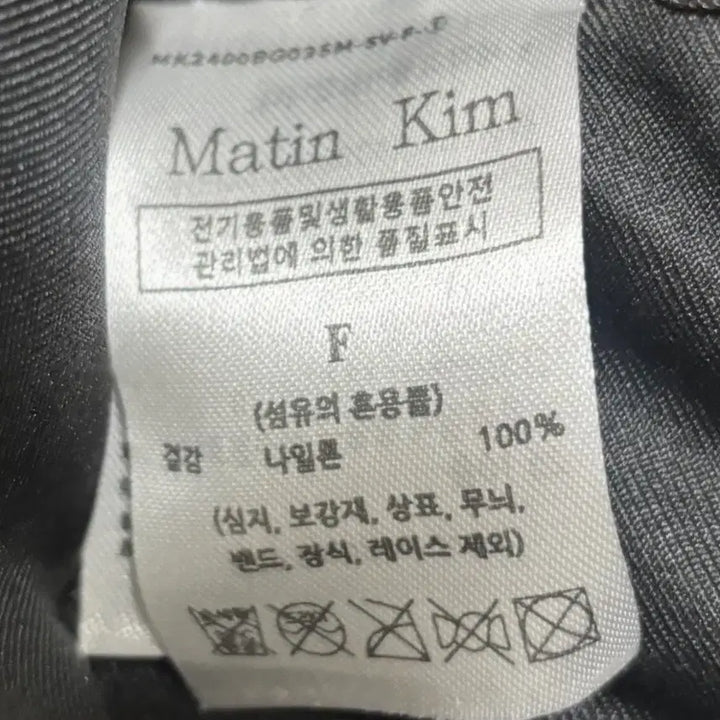 MK2400BG025M-SV-F-
Matin Kim
전기용품및생활용품안전
관리법에 의한 품질표시
F
(섬유의 혼용률)
겉감 나일론 100%
(심지, 보강재, 상표, 무늬,
밴드, 장식, 레이스 제외)